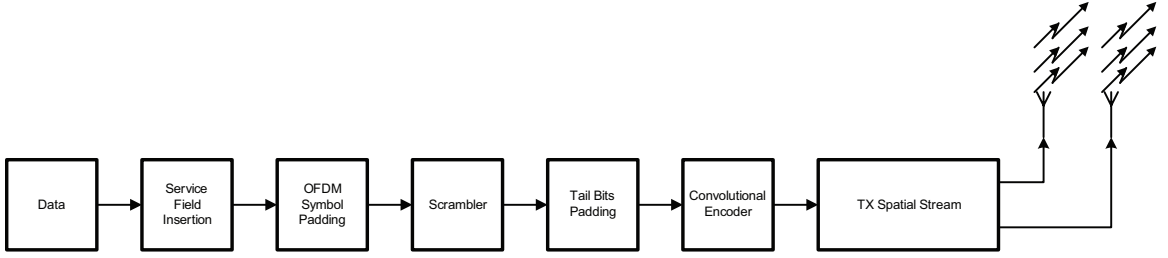 Data
Service
Field
Insertion
OFDM
Symbol
Padding
Scrambler
Tail Bits
Padding
Convolutional
Encoder
TX Spatial Stream